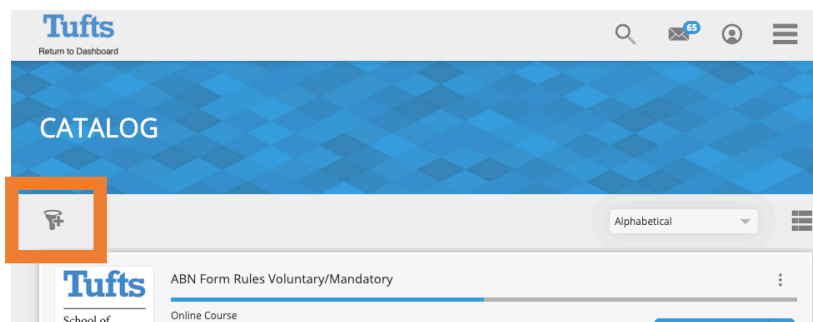 Tufts
Return to Dashboard
65
CATALOG
Alphabetical
Tufts
ABN Form Rules Voluntary/Mandatory
School of
Online Course